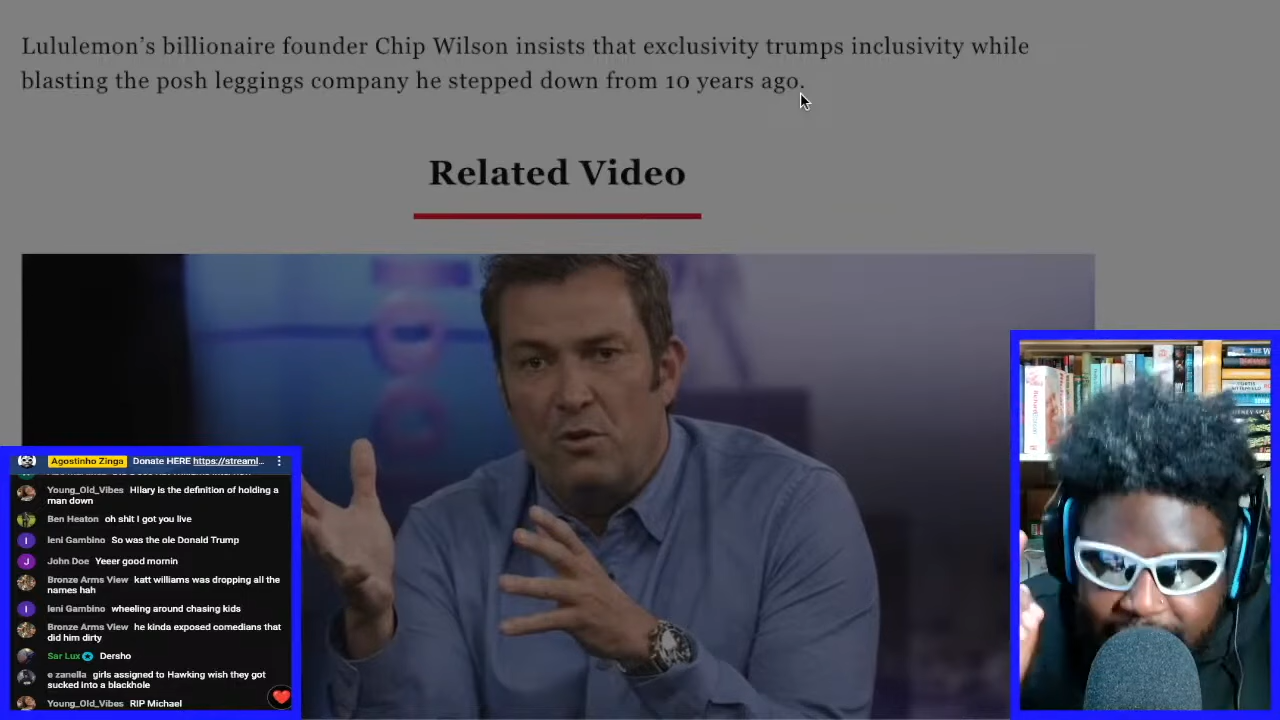 Lululemon’s billionaire founder Chip Wilson insists that exclusivity trumps inclusivity while
blasting the posh leggings company he stepped down from 10 years ago.
Related Video
Agostinho Zinga Donate HERE https://streaml...
Young_Old_Vibes Hilary is the definition of holding a
man down
Ben Heaton oh shit I got you live
Ieni Gambino So was the ole Donald Trump
John Doe Yeeer good mornin
Bronze Arms View katt williams was dropping all the
names hah
Ieni Gambino wheeling around chasing kids
Bronze Arms View he kinda exposed comedians that
did him dirty
Sar Lux Dersho
e zanella girls assigned to Hawking wish they got
sucked into a blackhole
Young_Old_Vibes RIP Michael